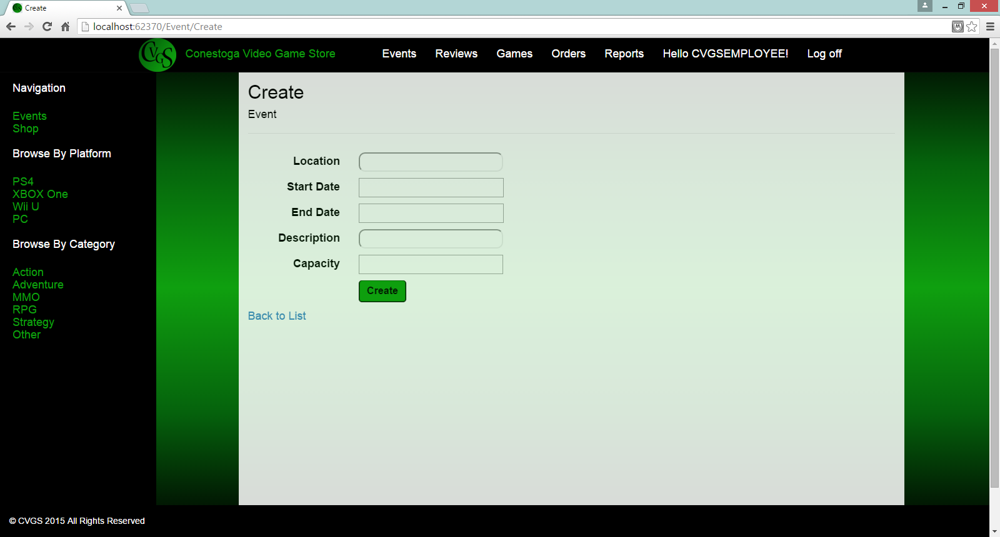 Create
localhost:62370/Event/Create
CVGS Conestoga Video Game Store Events Reviews Games Orders Reports Hello CVGSEMPLOYEE! Log off
Navigation
Events
Shop
Browse By Platform
PS4
XBOX One
Wii U
PC
Browse By Category
Action
Adventure
MMO
RPG
Strategy
Other
Create
Event
Location
Start Date
End Date
Description
Capacity
Create
Back to List
© CVGS 2015 All Rights Reserved